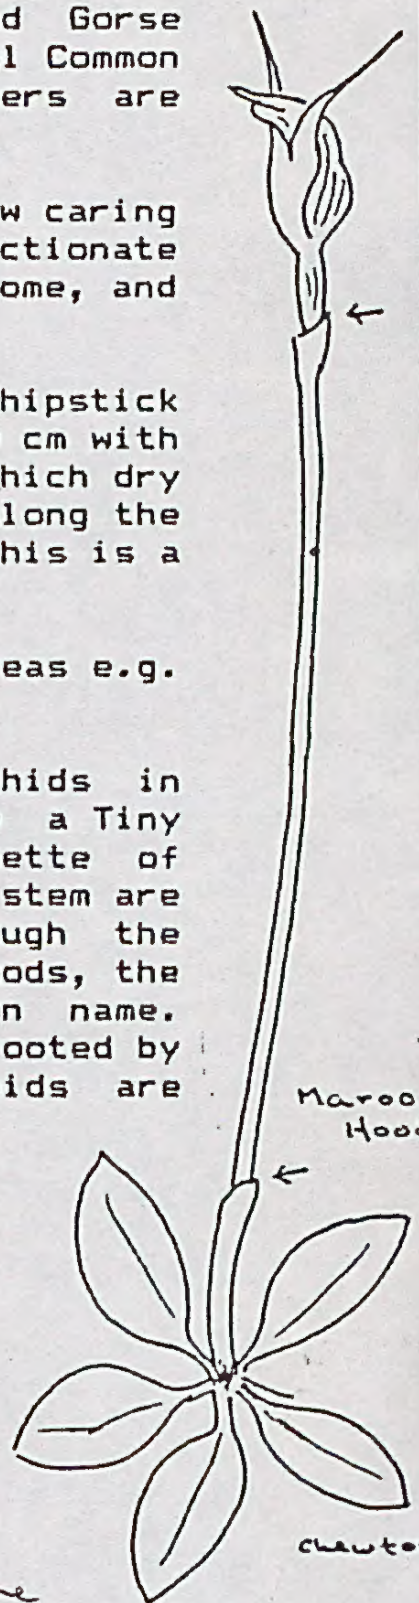 d Gorse
l Common
ers are
w caring
ctionate
ome, and
hipstick
cm with
hich dry
long the
his is a
eas e.g.
hids in
a Tiny
ette of
stem are
ugh the
ods, the
n name.
ooted by
ids are
Maroo
Hoo
Chewto